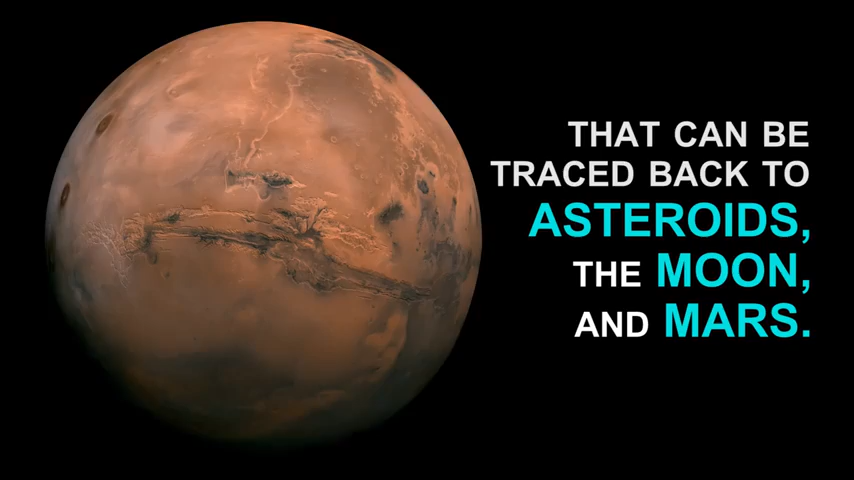 THAT CAN BE
TRACED BACK TO
ASTEROIDS,
THE MOON,
AND MARS.